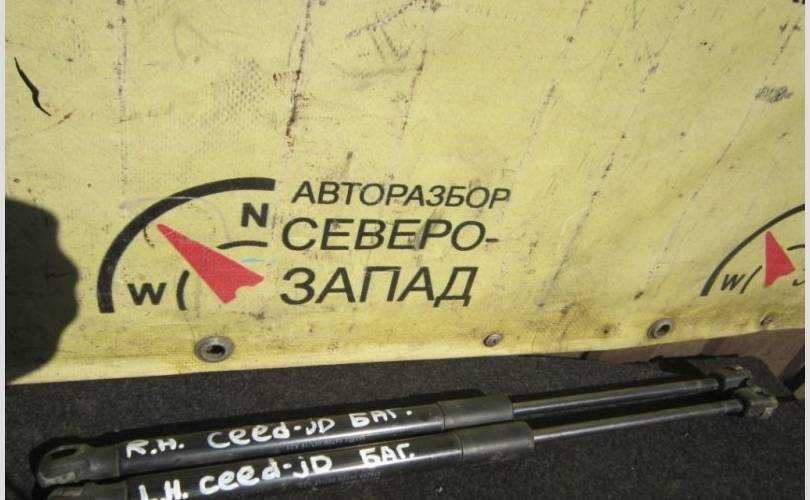 N
W
АВТОРАЗБОР
СЕВЕРО-
ЗАПАД
W
R.H. Ceed-JD БАГ.
L.H. Ceed-JD БАГ.